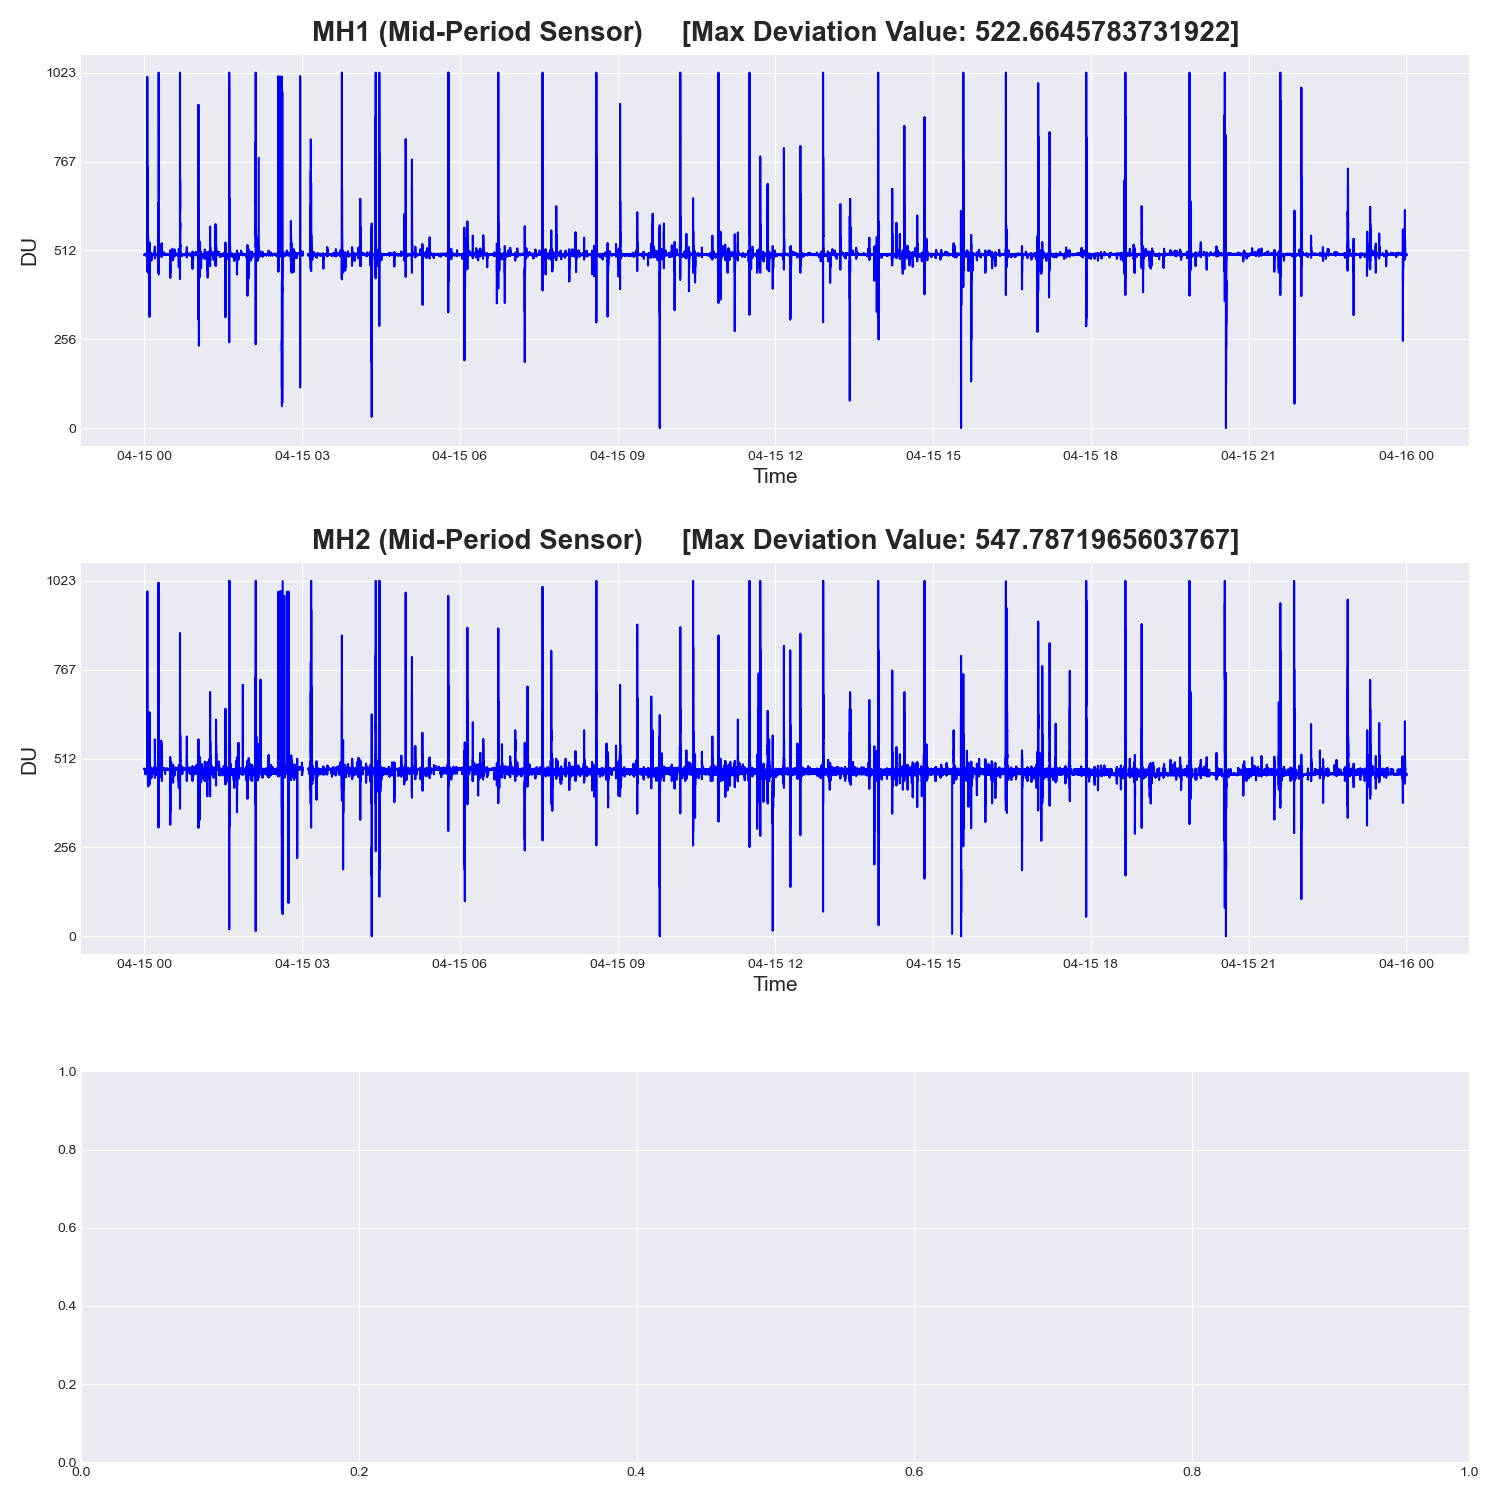 MH1 (Mid-Period Sensor) [Max Deviation Value: 522.6645783731922]
1023
767
512
256
0
DU
04-15 00 04-15 03 04-15 06 04-15 09 04-15 12 04-15 15 04-15 18 04-15 21 04-16 00
Time
MH2 (Mid-Period Sensor) [Max Deviation Value: 547.7871965603767]
1023
767
512
256
0
DU
04-15 00 04-15 03 04-15 06 04-15 09 04-15 12 04-15 15 04-15 18 04-15 21 04-16 00
Time
1.0
0.8
0.6
0.4
0.2
0.0
0.0 0.2 0.4 0.6 0.8 1.0